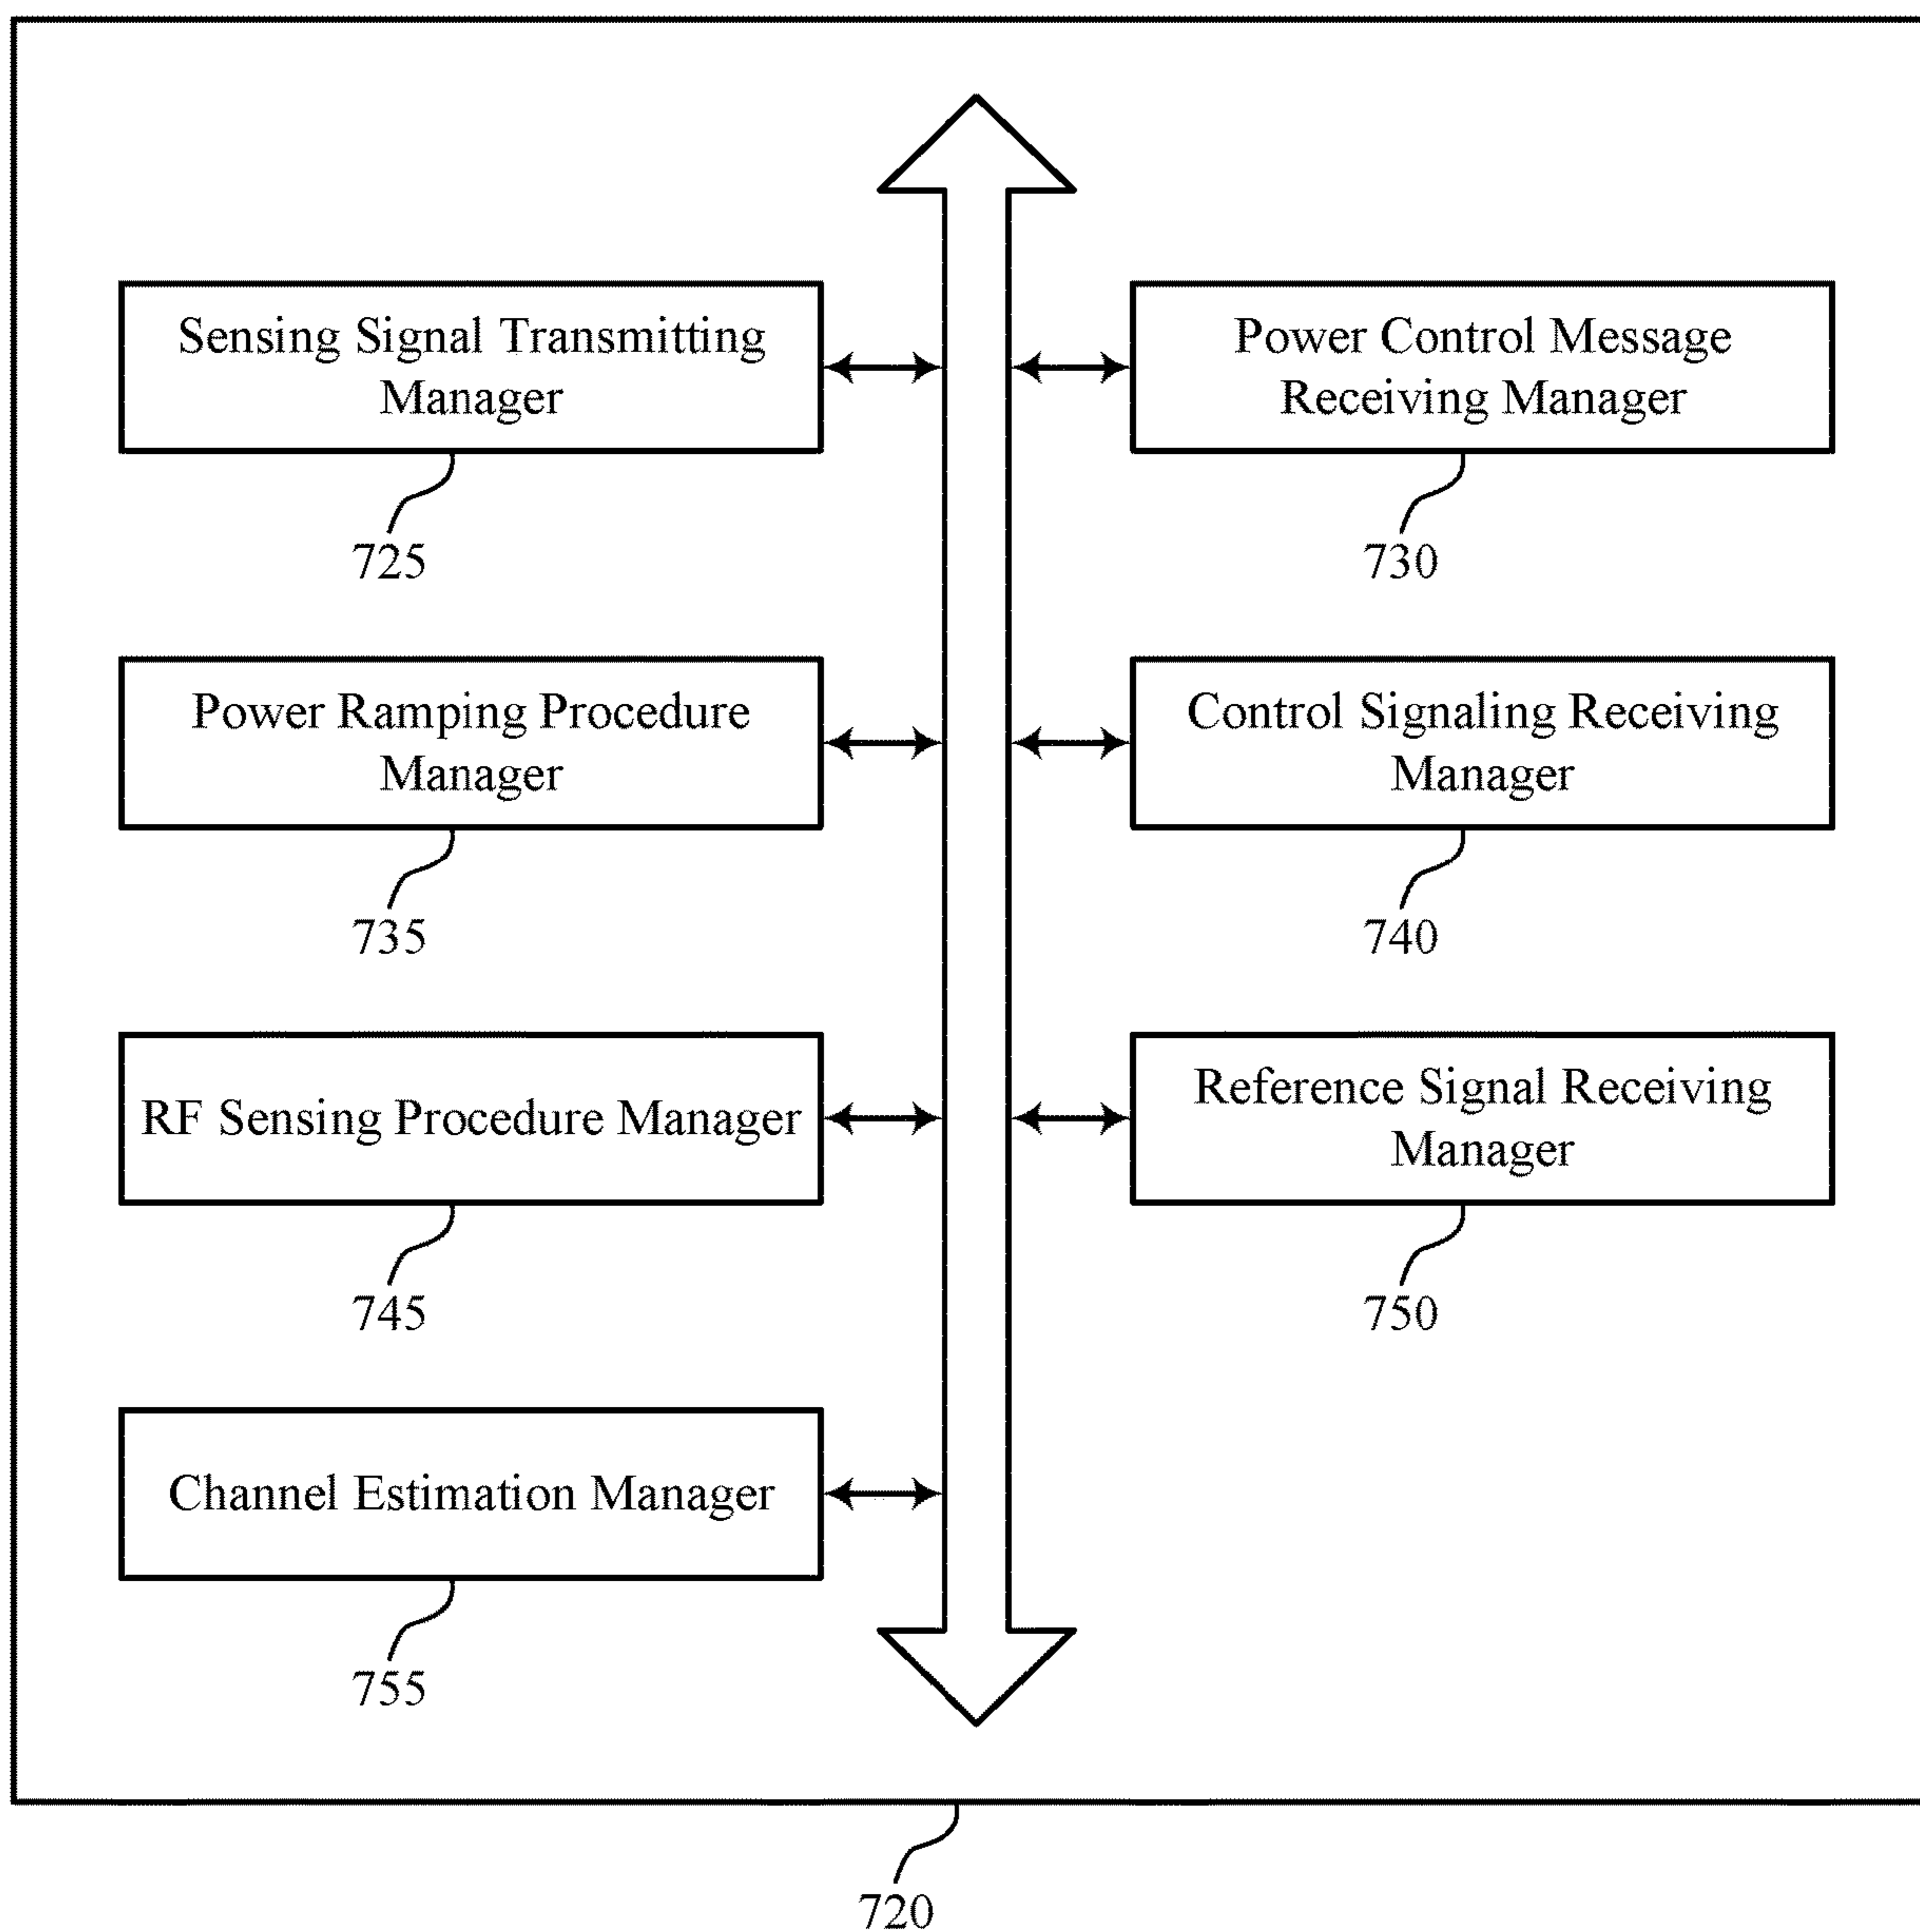 Sensing Signal Transmitting
Manager
725
Power Control Message
Receiving Manager
730
Power Ramping Procedure
Manager
735
Control Signaling Receiving
Manager
740
RF Sensing Procedure Manager
745
Reference Signal Receiving
Manager
750
Channel Estimation Manager
755
720